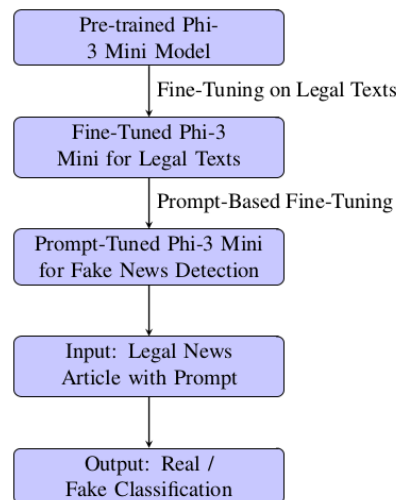 Pre-trained Phi-
3 Mini Model
Fine-Tuning on Legal Texts
Fine-Tuned Phi-3
Mini for Legal Texts
Prompt-Based Fine-Tuning
Prompt-Tuned Phi-3 Mini
for Fake News Detection
Input: Legal News
Article with Prompt
Output: Real /
Fake Classification